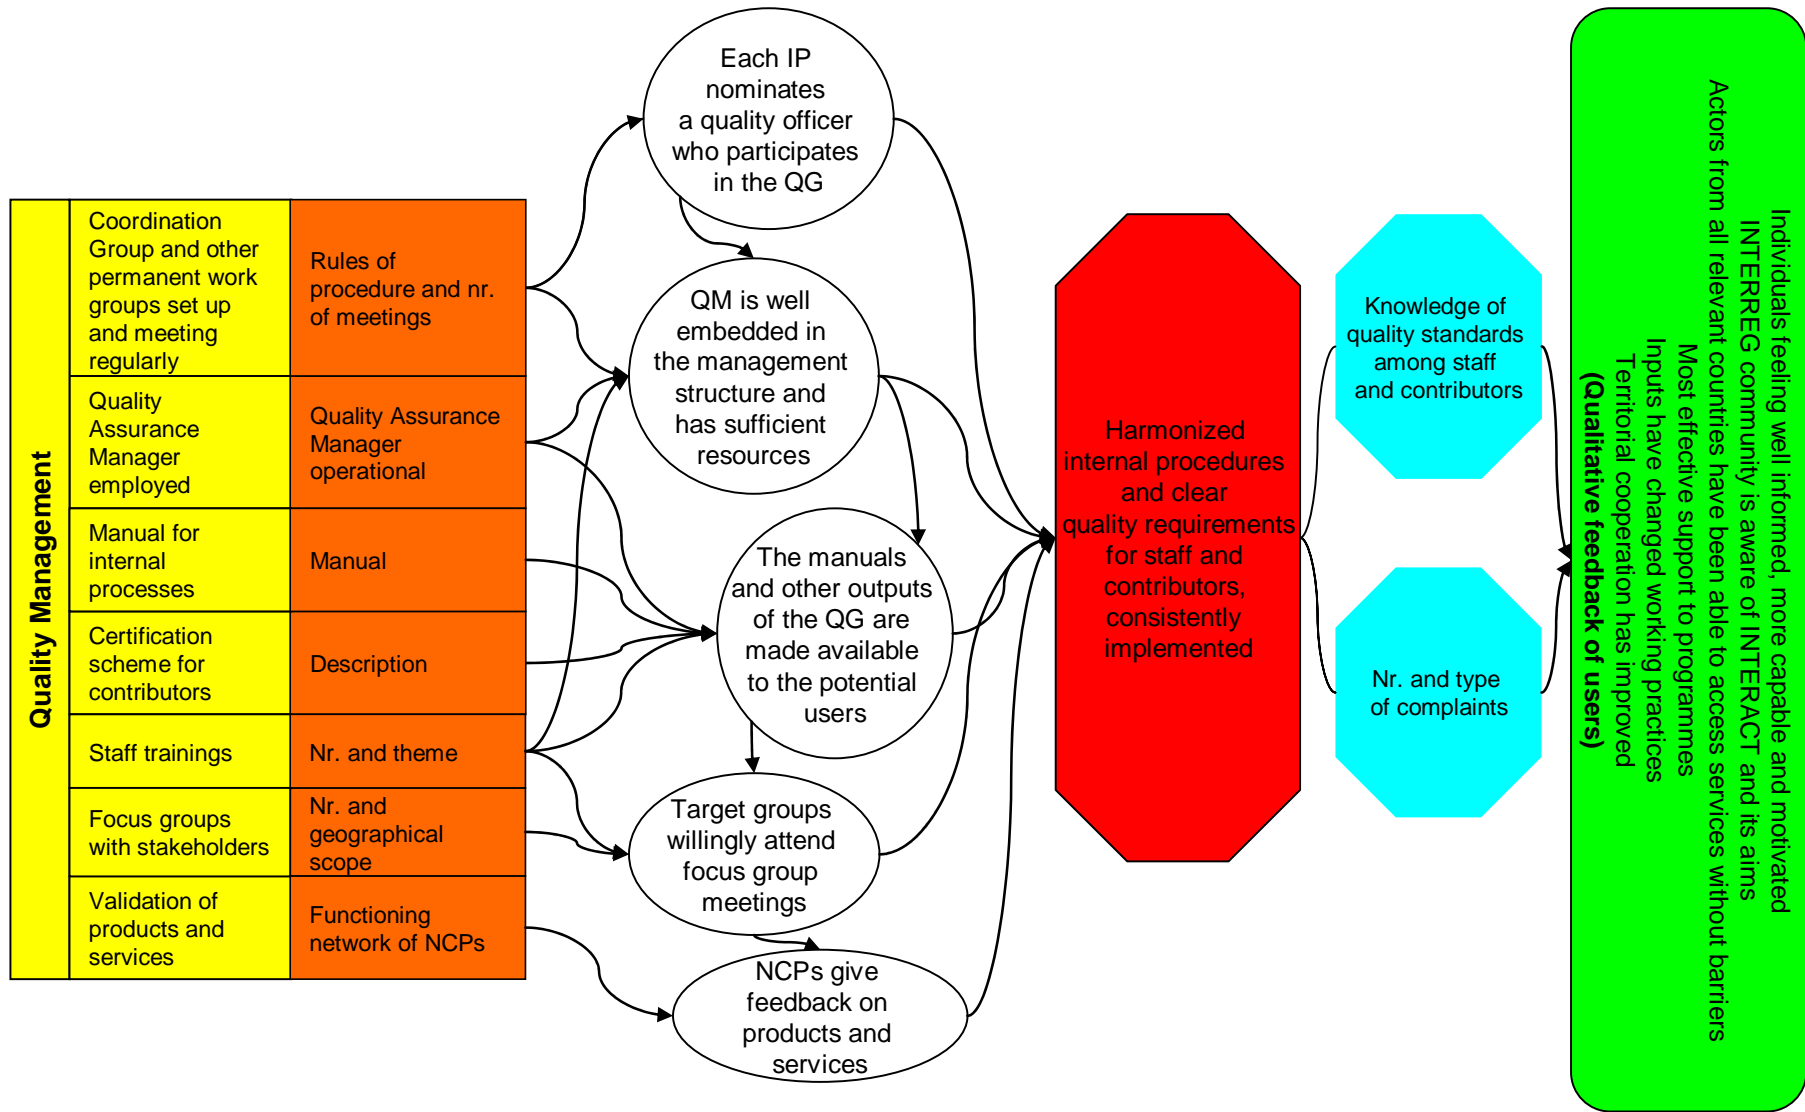 Quality Management
Coordination
Group and other
permanent work
groups set up
and meeting
regularly
Rules of
procedure and nr.
of meetings
Quality
Assurance
Manager
employed
Quality Assurance
Manager
operational
Manual for
internal
processes
Manual
Certification
scheme for
contributors
Description
Staff trainings
Nr. and theme
Focus groups
with stakeholders
Nr. and
geographical
scope
Validation of
products and
services
Functioning
network of NCPs
Each IP
nominates
a quality officer
who participates
in the QG
QM is well
embedded in
the management
structure and
has sufficient
resources
The manuals
and other outputs
of the QG are
made available
to the potential
users
Target groups
willingly attend
focus group
meetings
NCPs give
feedback on
products and
services
Harmonized
internal procedures
and clear
quality requirements
for staff and
contributors,
consistently
implemented
Knowledge of
quality standards
among staff
and contributors
Nr. and type
of complaints
Individuals feeling well informed, more capable and motivated
INTERREG community is aware of INTERACT and its aims
Actors from all relevant countries have been able to access services without barriers
Most effective support to programmes
Inputs have changed working practices
Territorial cooperation has improved
(Qualitative feedback of users)